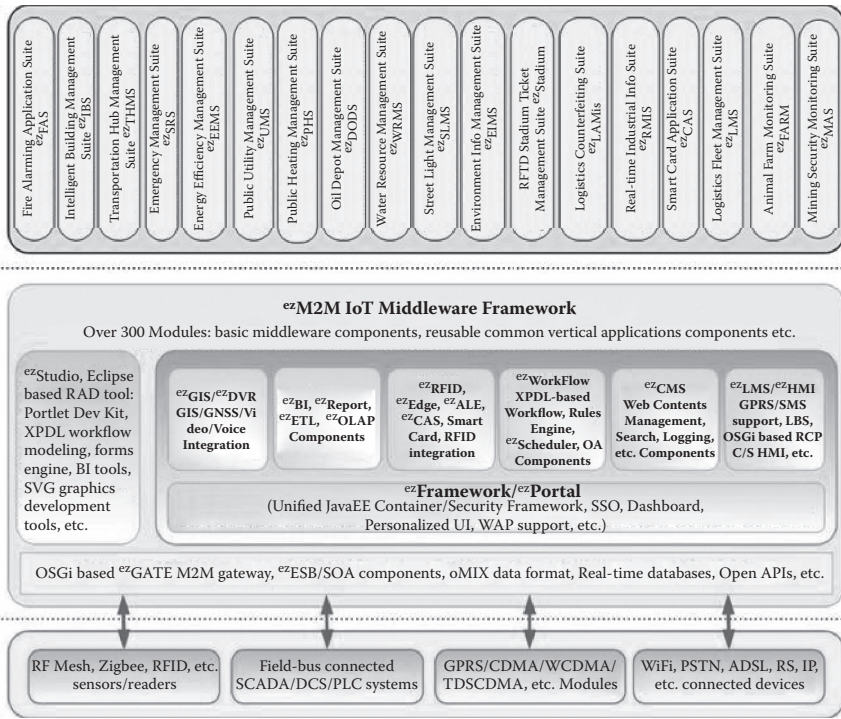 Fire Alarming Application Suite
ezFAS
Intelligent Building Management
Suite ezIBS
Transportation Hub Management
Suite ezTHMS
Emergency Management Suite
ezSRS
Energy Efficiency Management Suite
ezEEMS
Public Utility Management Suite
ezUMS
Public Heating Management Suite
ezPHS
Oil Depot Management Suite
ezDODS
Water Resource Management Suite
ezWRMS
Street Light Management Suite
ezSLMS
Environment Info Management Suite
ezEIMS
RFTD Stadium Ticket
Management Suite ezStadium
Logistics Counterfeiting Suite
ezLAMis
Real-time Industrial Info Suite
ezRMIS
Smart Card Application Suite
ezCAS
Logistics Fleet Management Suite
ezLMS
Animal Farm Monitoring Suite
ezFARM
Mining Security Monitoring Suite
ezMAS
ezM2M IoT Middleware Framework
Over 300 Modules: basic middleware components, reusable common vertical applications components etc.
ezStudio, Eclipse
based RAD tool:
Portlet Dev Kit,
XPDL workflow
modeling, forms
engine, BI tools,
SVG graphics
development
tools, etc.
ezGIS/ezDVR
GIS/GNSS/Vi
deo/Voice
Integration
ezBI, ezReport,
ezETL, ezOLAP
Components
ezRFID,
ezEdge, ezALE,
ezCAS, Smart
Card, RFID
integration
ezWorkFlow
XPDL-based
Workflow, Rules
Engine,
ezScheduler, OA
Components
ezCMS
Web Contents
Management,
Search, Logging,
etc. Components
ezLMS/ezHMI
GPRS/SMS
support, LBS,
OSGi based RCP
C/S HMI, etc.
ezFramework/ezPortal
(Unified JavaEE Container/Security Framework, SSO, Dashboard,
Personalized UI, WAP support, etc.)
OSGi based ezGATE M2M gateway, ezESB/SOA components, oMIX data format, Real-time databases, Open APIs, etc.
RF Mesh, Zigbee, RFID, etc.
sensors/readers
Field-bus connected
SCADA/DCS/PLC systems
GPRS/CDMA/WCDMA/
TDSCDMA, etc. Modules
WiFi, PSTN, ADSL, RS, IP,
etc. connected devices